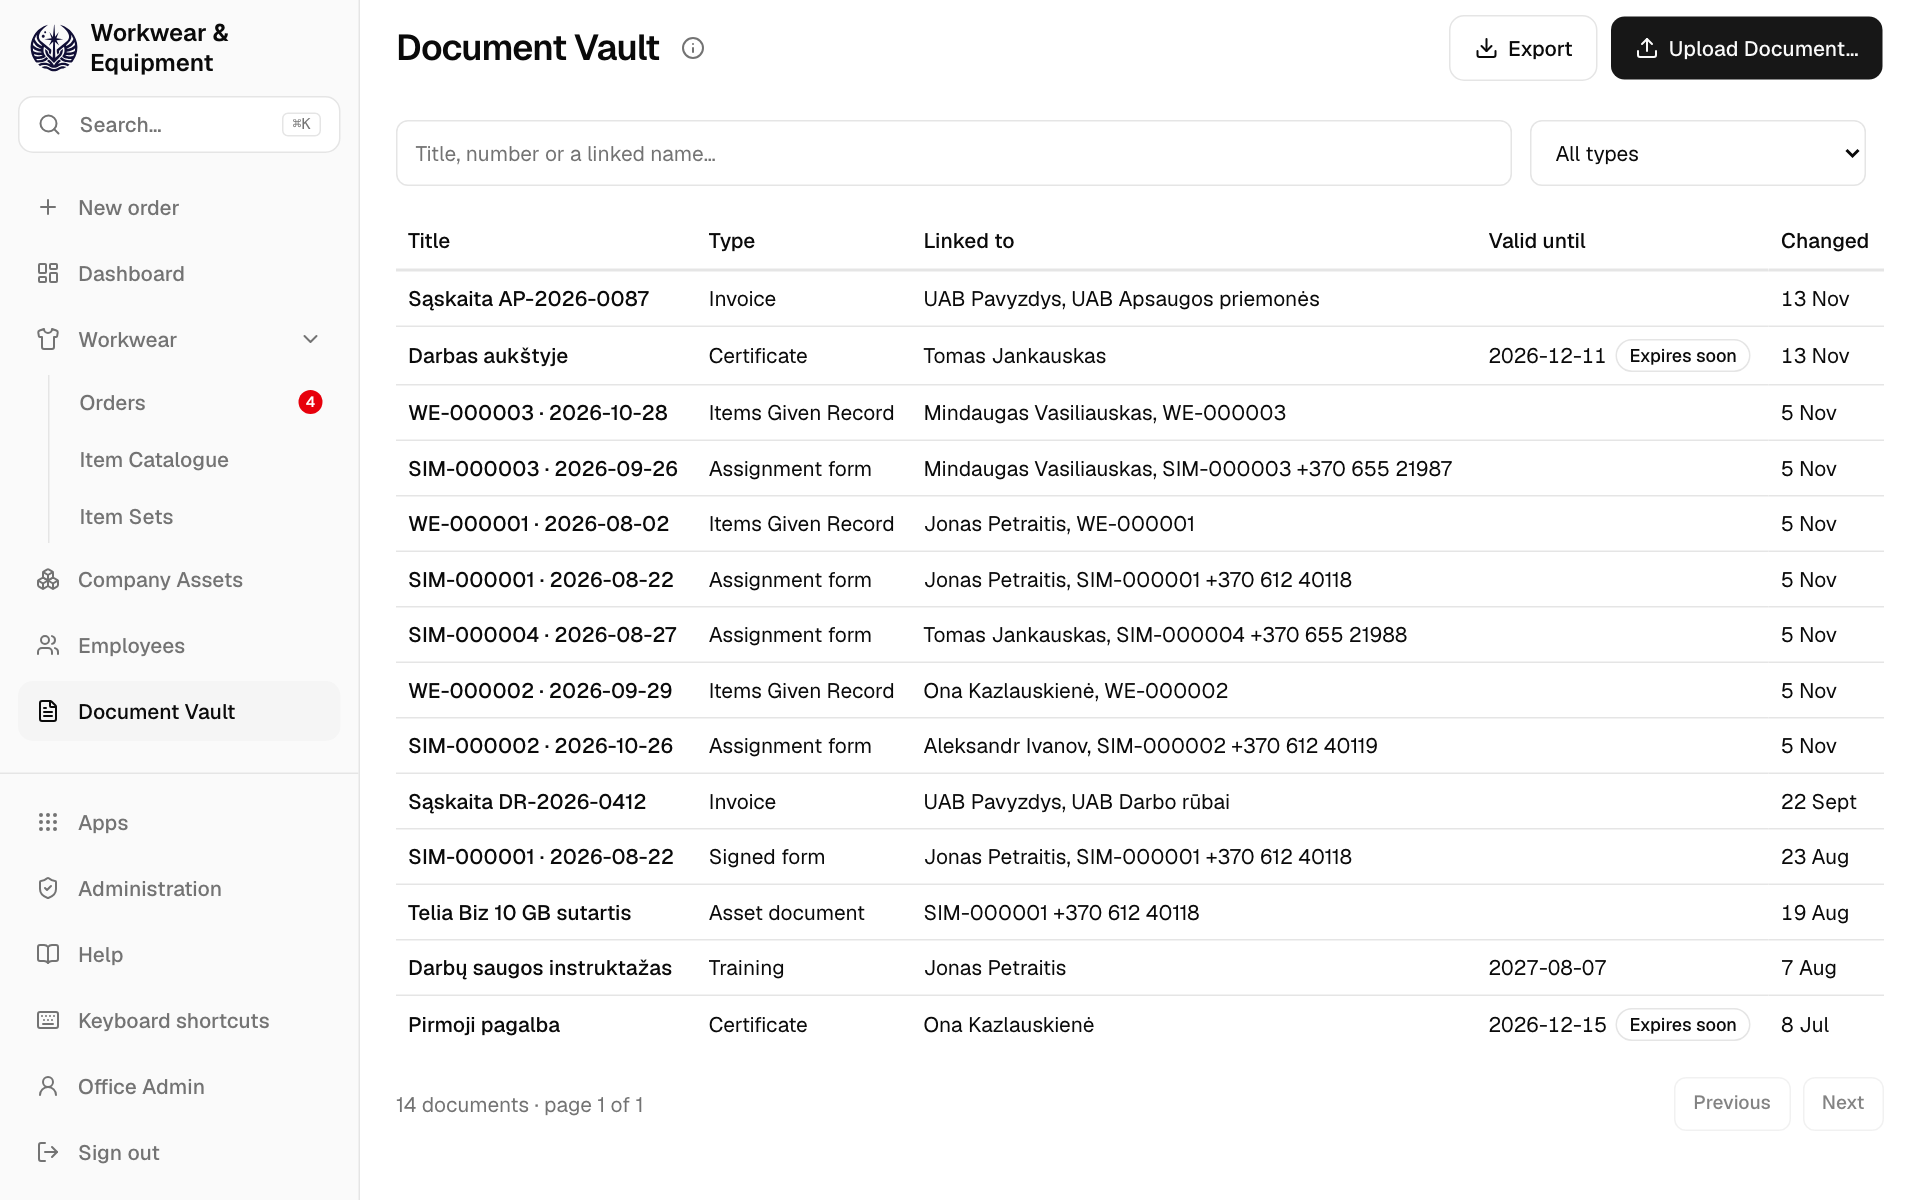 Workwear &
Equipment
Search...
⌘K
New order
Dashboard
Workwear
Orders
4
Item Catalogue
Item Sets
Company Assets
Employees
Document Vault
Apps
Administration
Help
Keyboard shortcuts
Office Admin
Sign out
Document Vault
Export
Upload Document...
Title, number or a linked name...
All types
Title Type Linked to Valid until Changed
Sąskaita AP-2026-0087 Invoice UAB Pavyzdys, UAB Apsaugos priemonės 13 Nov
Darbas aukštyje Certificate Tomas Jankauskas 2026-12-11 Expires soon 13 Nov
WE-000003 · 2026-10-28 Items Given Record Mindaugas Vasiliauskas, WE-000003 5 Nov
SIM-000003 · 2026-09-26 Assignment form Mindaugas Vasiliauskas, SIM-000003 +370 655 21987 5 Nov
WE-000001 · 2026-08-02 Items Given Record Jonas Petraitis, WE-000001 5 Nov
SIM-000001 · 2026-08-22 Assignment form Jonas Petraitis, SIM-000001 +370 612 40118 5 Nov
SIM-000004 · 2026-08-27 Assignment form Tomas Jankauskas, SIM-000004 +370 655 21988 5 Nov
WE-000002 · 2026-09-29 Items Given Record Ona Kazlauskienė, WE-000002 5 Nov
SIM-000002 · 2026-10-26 Assignment form Aleksandr Ivanov, SIM-000002 +370 612 40119 5 Nov
Sąskaita DR-2026-0412 Invoice UAB Pavyzdys, UAB Darbo rūbai 22 Sept
SIM-000001 · 2026-08-22 Signed form Jonas Petraitis, SIM-000001 +370 612 40118 23 Aug
Telia Biz 10 GB sutartis Asset document SIM-000001 +370 612 40118 19 Aug
Darbų saugos instruktažas Training Jonas Petraitis 2027-08-07 7 Aug
Pirmoji pagalba Certificate Ona Kazlauskienė 2026-12-15 Expires soon 8 Jul
14 documents · page 1 of 1
Previous
Next